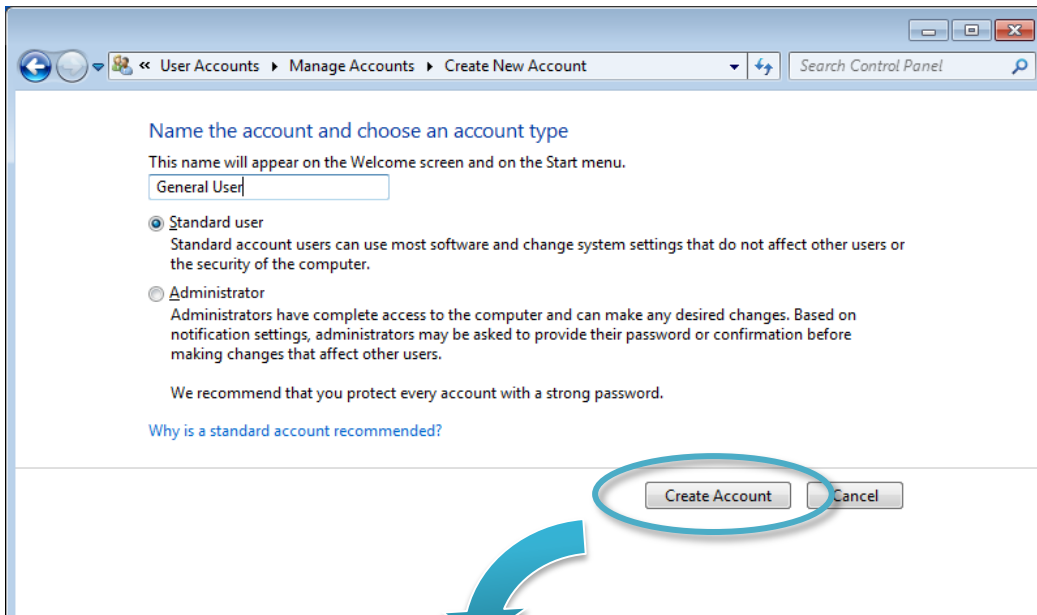 « User Accounts ▸ Manage Accounts ▸ Create New Account
Search Control Panel
Name the account and choose an account type
This name will appear on the Welcome screen and on the Start menu.
General User
Standard user
Standard account users can use most software and change system settings that do not affect other users or
the security of the computer.
Administrator
Administrators have complete access to the computer and can make any desired changes. Based on
notification settings, administrators may be asked to provide their password or confirmation before
making changes that affect other users.
We recommend that you protect every account with a strong password.
Why is a standard account recommended?
Create Account
Cancel